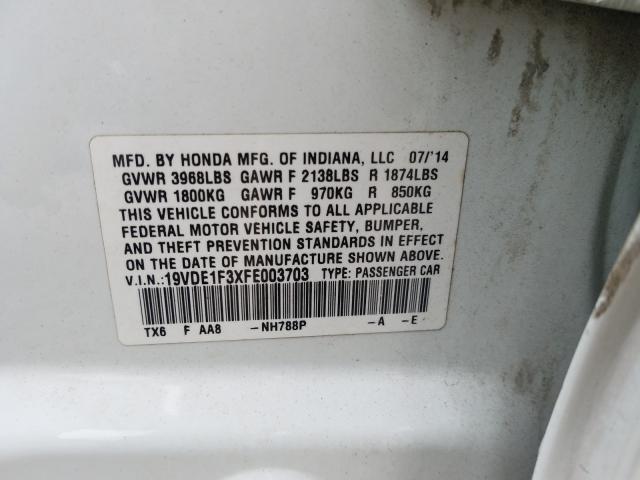 MFD. BY HONDA MFG. OF INDIANA, LLC 07/'14
GVWR 3968LBS GAWR F 2138LBS R 1874LBS
GVWR 1800KG GAWR F 970KG R 850KG
THIS VEHICLE CONFORMS TO ALL APPLICABLE
FEDERAL MOTOR VEHICLE SAFETY, BUMPER,
AND THEFT PREVENTION STANDARDS IN EFFECT
ON THE DATE OF MANUFACTURE SHOWN ABOVE.
V.I.N.:19VDE1F3XFE003703 TYPE: PASSENGER CAR
TX6 F AA8 -NH788P -A -E